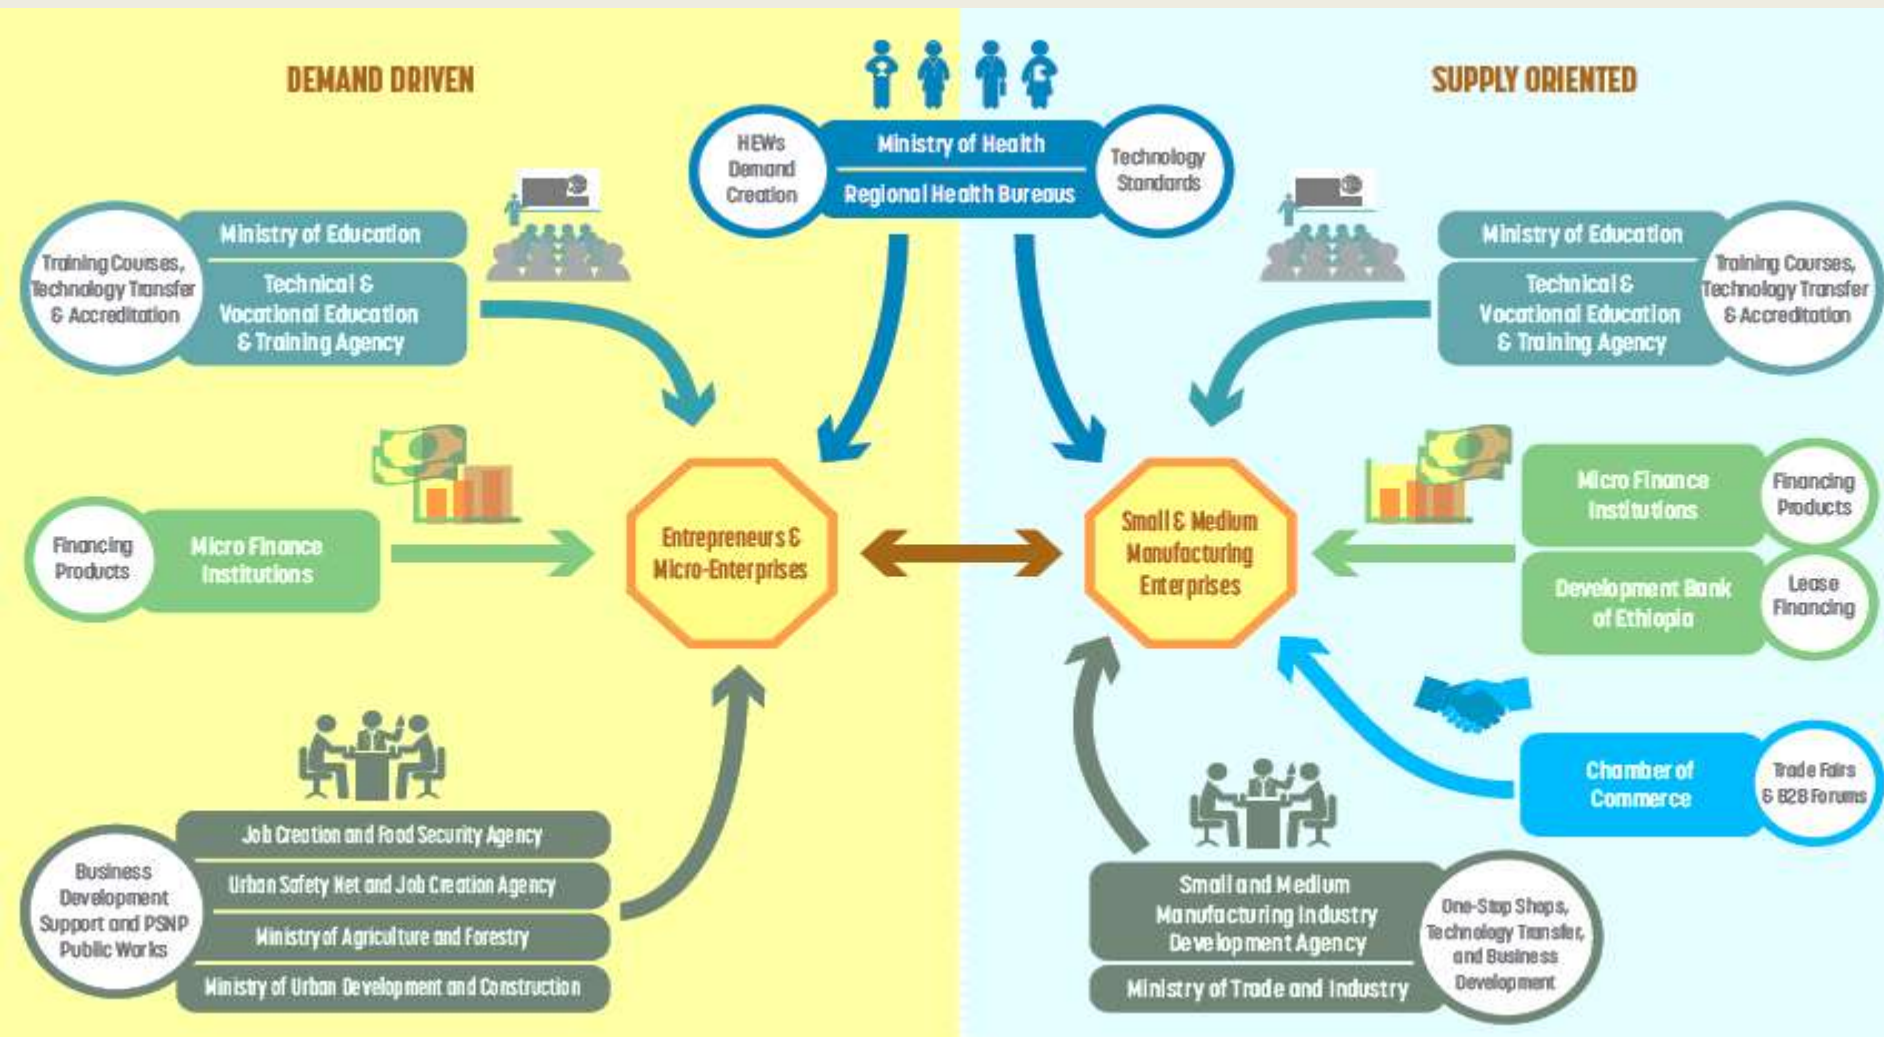 DEMAND DRIVEN
SUPPLY ORIENTED
HEWs
Demand
Creation
Ministry of Health
Regional Health Bureaus
Technology
Standards
Training Courses,
Technology Transfer
& Accreditation
Ministry of Education
Technical &
Vocational Education
& Training Agency
Ministry of Education
Technical &
Vocational Education
& Training Agency
Training Courses,
Technology Transfer
& Accreditation
Financing
Products
Micro Finance
Institutions
Entrepreneurs &
Micro-Enterprises
Small & Medium
Manufacturing
Enterprises
Micro Finance
Institutions
Financing
Products
Development Bank
of Ethiopia
Lease
Financing
Chamber of
Commerce
Trade Fairs
& B2B Forums
Business
Development
Support and PSNP
Public Works
Job Creation and Food Security Agency
Urban Safety Net and Job Creation Agency
Ministry of Agriculture and Forestry
Ministry of Urban Development and Construction
Small and Medium
Manufacturing Industry
Development Agency
Ministry of Trade and Industry
One-Stop Shops,
Technology Transfer,
and Business
Development